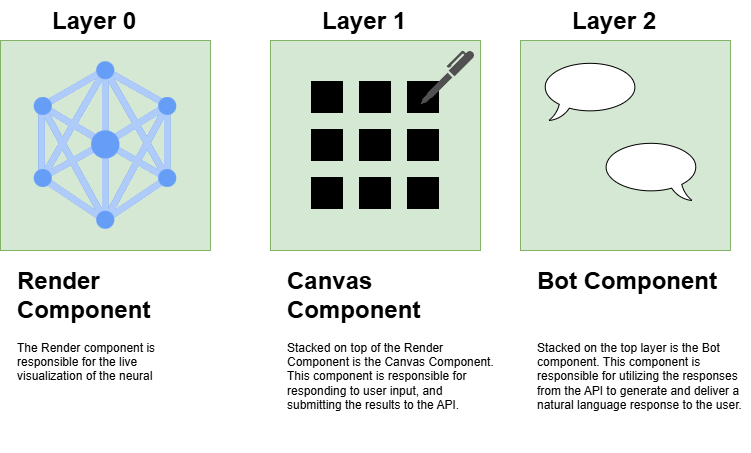 Layer 0
Layer 1
Layer 2
Render
Component
The Render component is
responsible for the live
visualization of the neural
Canvas
Component
Stacked on top of the Render
Component is the Canvas Component.
This component is responsible for
responding to user input, and
submitting the results to the API.
Bot Component
Stacked on the top layer is the Bot
component. This component is
responsible for utilizing the responses
from the API to generate and deliver a
natural language response to the user.